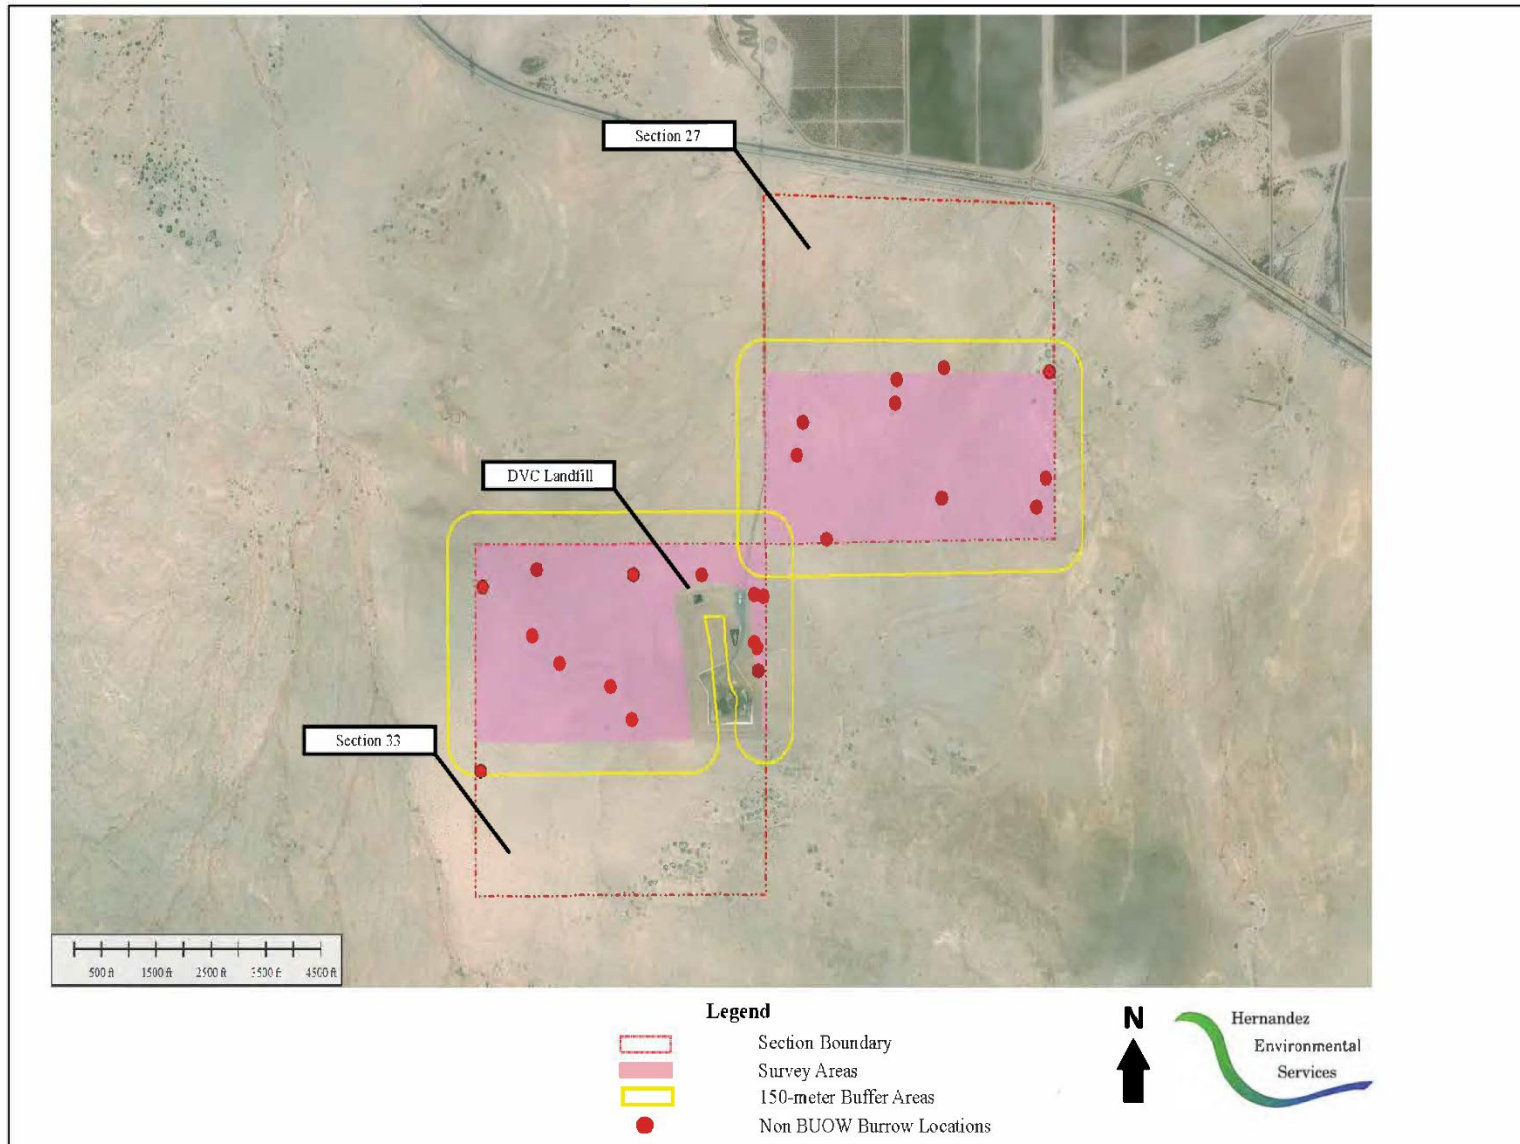 Section 27
DVC Landfill
Section 33
500 ft 1500 ft 2500 ft 3500 ft 4500 ft
Legend
Section Boundary
Survey Areas
150-meter Buffer Areas
Non BUOW Burrow Locations
N
Hernandez
Environmental
Services